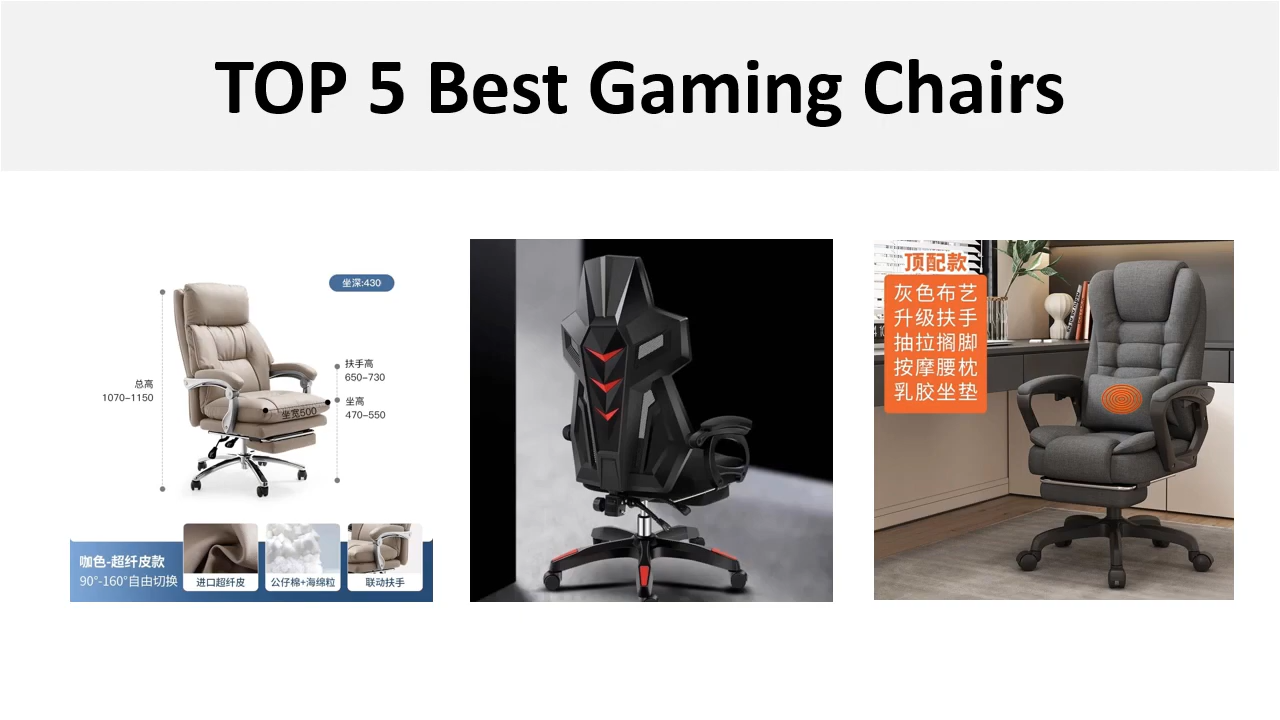 TOP 5 Best Gaming Chairs
坐深:430
总高
1070-1150
扶手高
650-730
坐高
470-550
坐宽500
咖色-超纤皮款
90°-160°自由切换
进口超纤皮
公仔棉+海绵粒
联动扶手
顶配款
灰色布艺
升级扶手
抽拉搁脚
按摩腰枕
乳胶坐垫